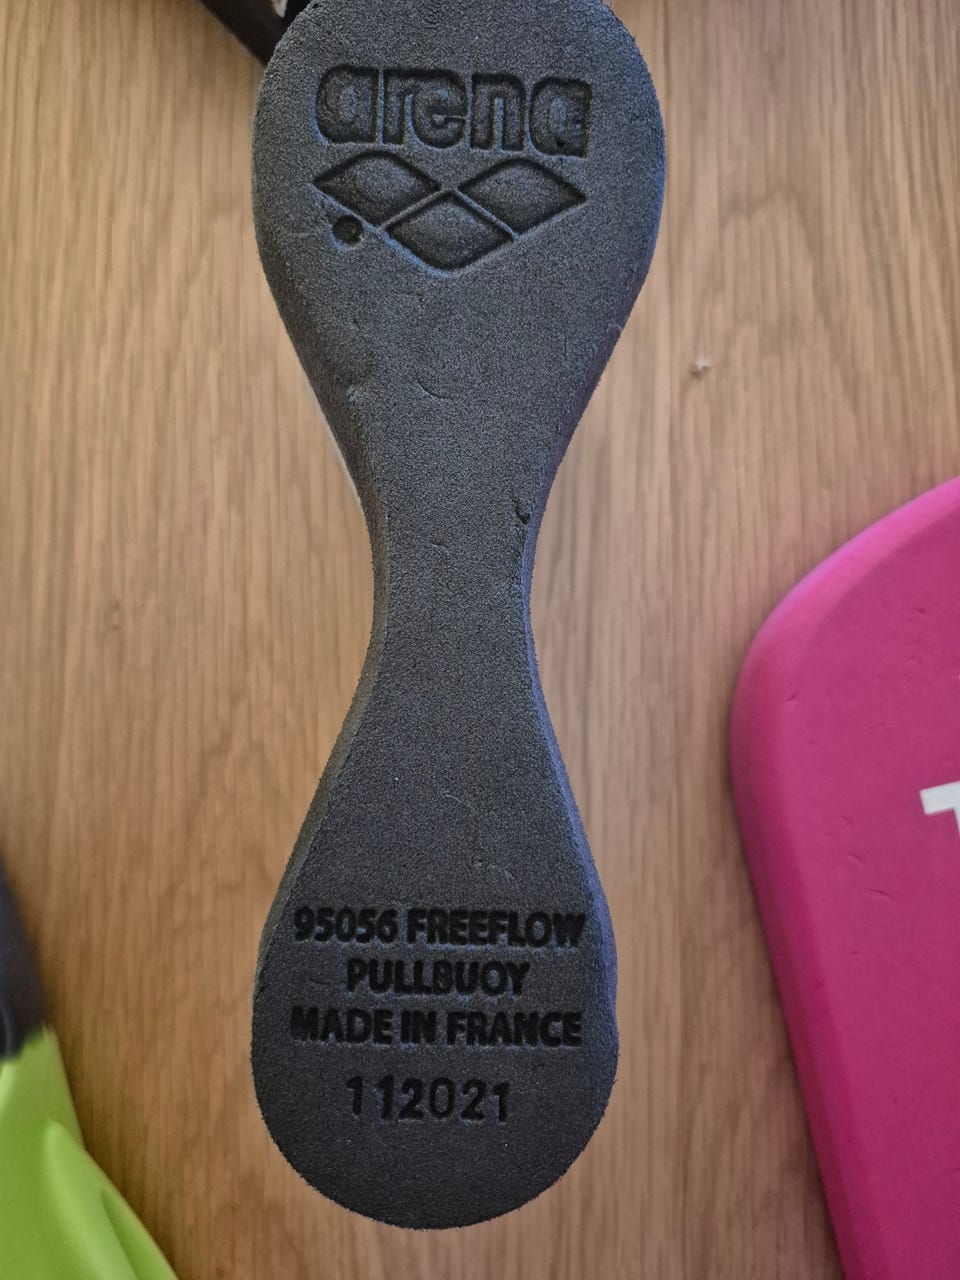 arena
95056 FREEFLOW
PULLBUOY
MADE IN FRANCE
112021
T